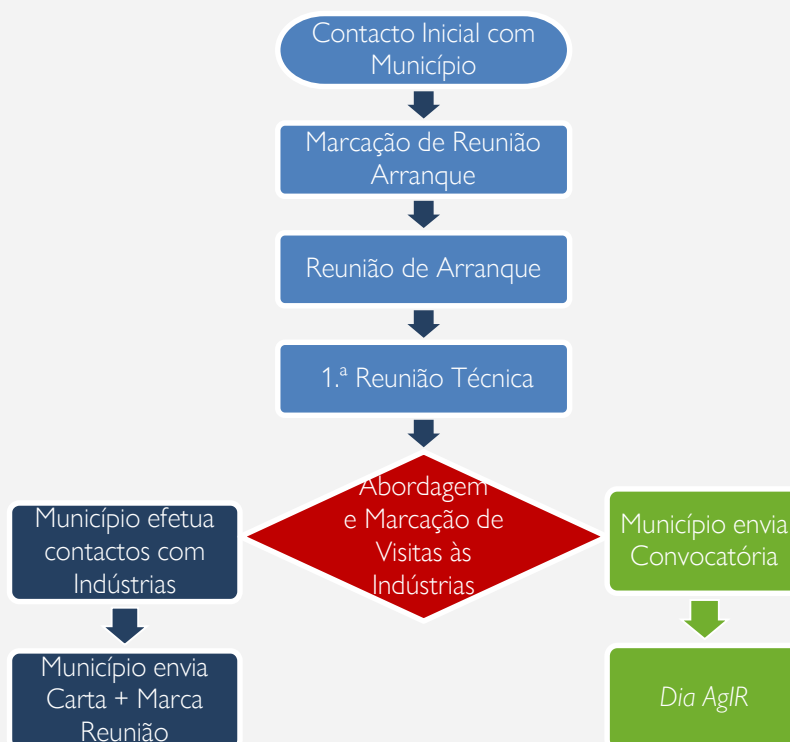 Contacto Inicial com
Município
Marcação de Reunião
Arranque
Reunião de Arranque
1.ª Reunião Técnica
Abordagem
e Marcação de
Visitas às
Indústrias
Município efetua
contactos com
Indústrias
Município envia
Carta + Marca
Reunião
Município envia
Convocatória
Dia AgIR